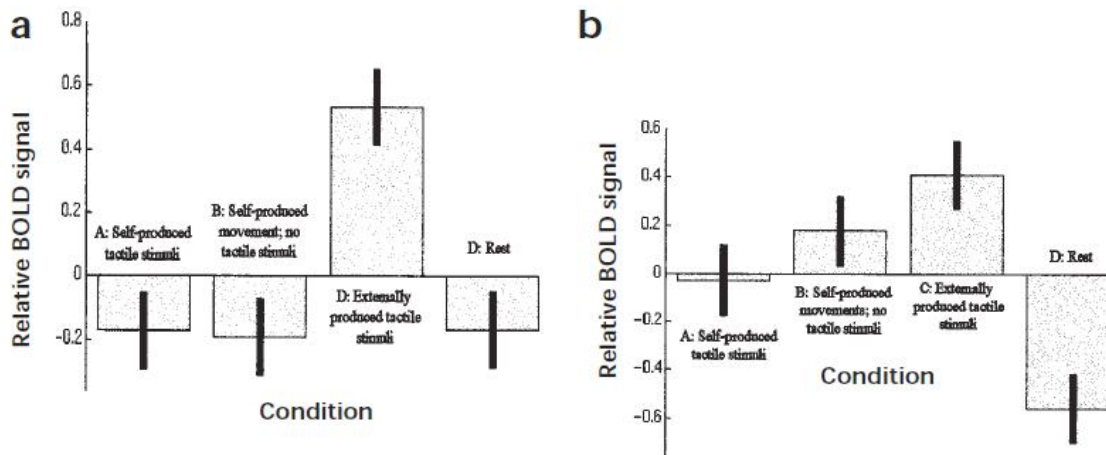 a
Relative BOLD signal
0.8
0.6
0.4
0.2
0
-0.2
A: Self-produced
tactile stimuli
B: Self-produced
movement; no
tactile stimuli
D: Externally
produced tactile
stimuli
D: Rest
Condition
b
Relative BOLD signal
0.6
0.4
0.2
0
-0.2
-0.4
-0.6
A: Self-produced
tactile stimuli
B: Self-produced
movements; no
tactile stimuli
C: Externally
produced tactile
stimuli
D: Rest
Condition